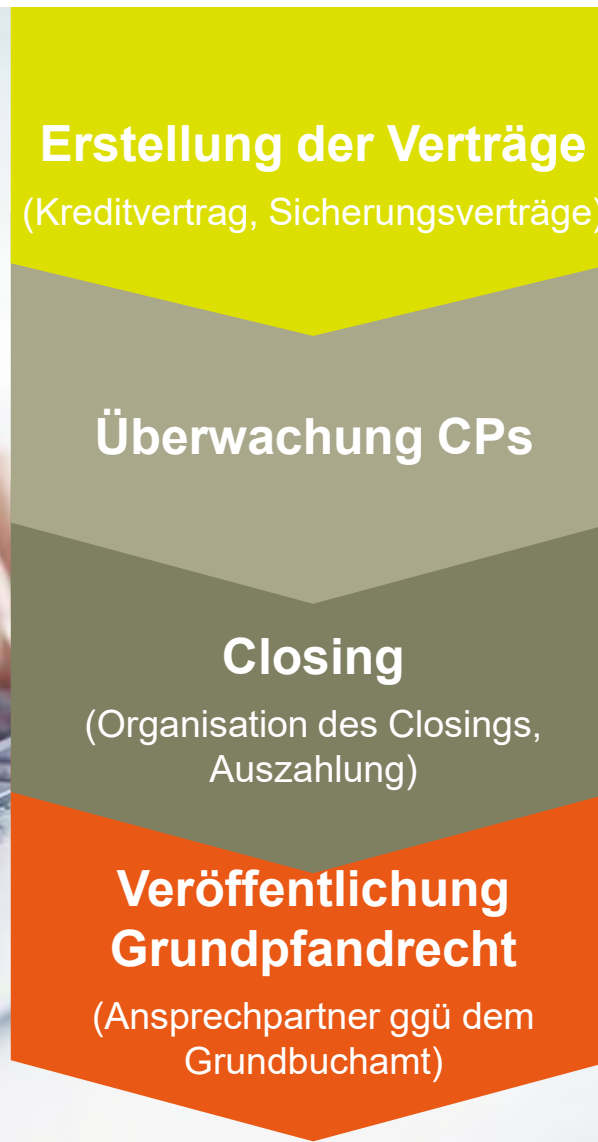 Erstellung der Verträge
(Kreditvertrag, Sicherungsverträge)
Überwachung CPs
Closing
(Organisation des Closings,
Auszahlung)
Veröffentlichung
Grundpfandrecht
(Ansprechpartner ggü dem
Grundbuchamt)